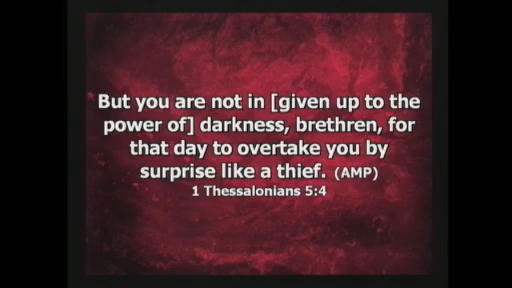 But you are not in [given up to the
power of] darkness, brethren, for
that day to overtake you by
surprise like a thief. (AMP)
1 Thessalonians 5:4